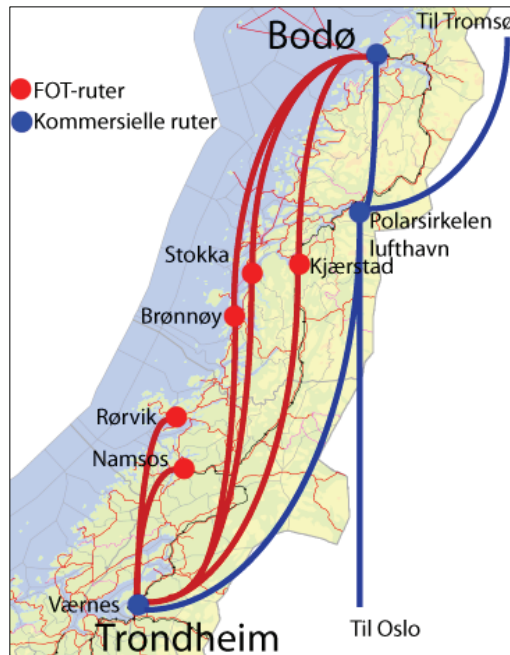 Til Tromsø
Bodø
FOT-ruter
Kommersielle ruter
Polarsirkelen
lufthavn
Stokka
Kjærstad
Brønnøy
Rørvik
Namsos
Værnes
Til Oslo
Trondheim